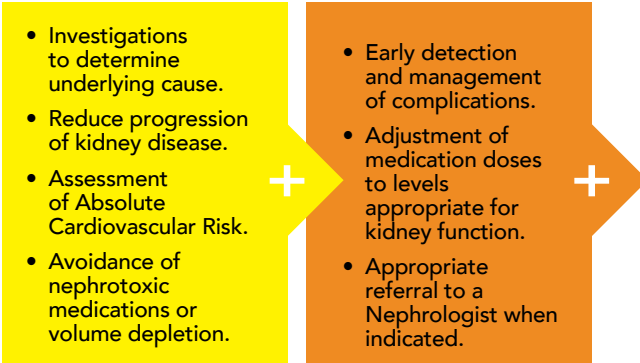 • Investigations
to determine
underlying cause.
• Reduce progression
of kidney disease.
• Assessment
of Absolute
Cardiovascular Risk.
• Avoidance of
nephrotoxic
medications or
volume depletion.
+
• Early detection
and management
of complications.
• Adjustment of
medication doses
to levels
appropriate for
kidney function.
• Appropriate
referral to a
Nephrologist when
indicated.
+